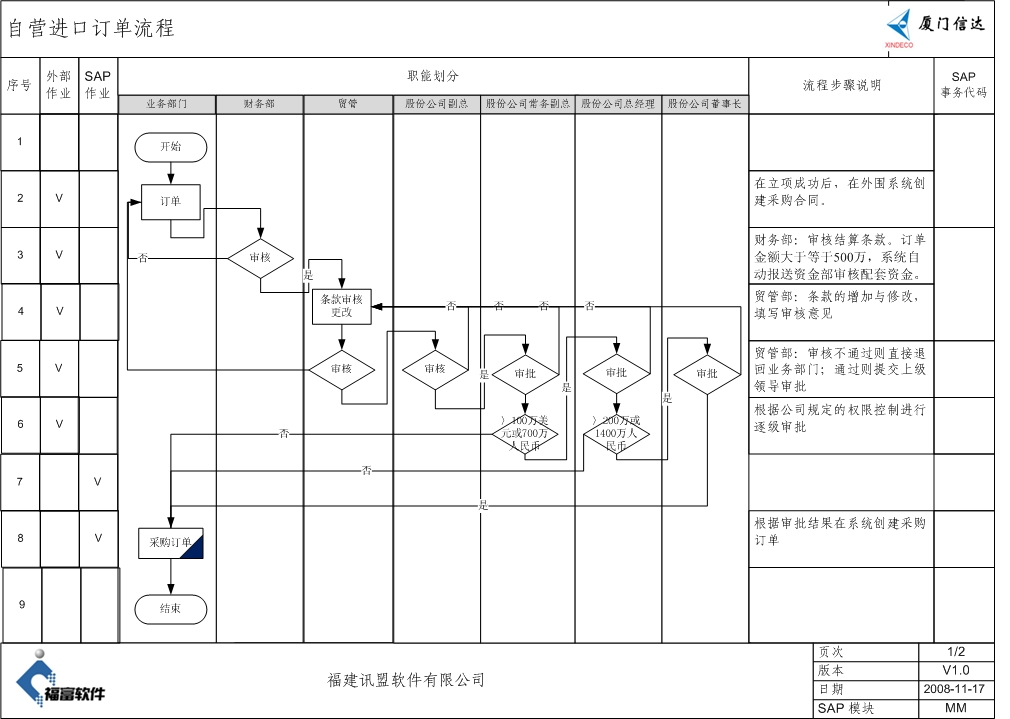 自营进口订单流程
厦门信达
XINDECO
序号
外部
作业
SAP
作业
职能划分
流程步骤说明
SAP
事务代码
业务部门
财务部
贸管
股份公司副总
股份公司常务副总
股份公司总经理
股份公司董事长
1
开始
2
V
订单
在立项成功后，在外围系统创
建采购合同。
3
V
否
审核
是
财务部：审核结算条款。订单
金额大于等于500万，系统自
动报送资金部审核配套资金。
4
V
条款审核
更改
否
否
否
否
贸管部：条款的增加与修改，
填写审核意见
5
V
审核
审核
是
审批
是
审批
是
审批
贸管部：审核不通过则直接退
回业务部门；通过则提交上级
领导审批
6
V
否
〉100万美
元或700万
人民币
〉200万或
1400万人
民币
根据公司规定的权限控制进行
逐级审批
7
V
否
是
8
V
采购订单
根据审批结果在系统创建采购
订单
9
结束
福富软件
福建讯盟软件有限公司
页次
1/2
版本
V1.0
日期
2008-11-17
SAP 模块
MM